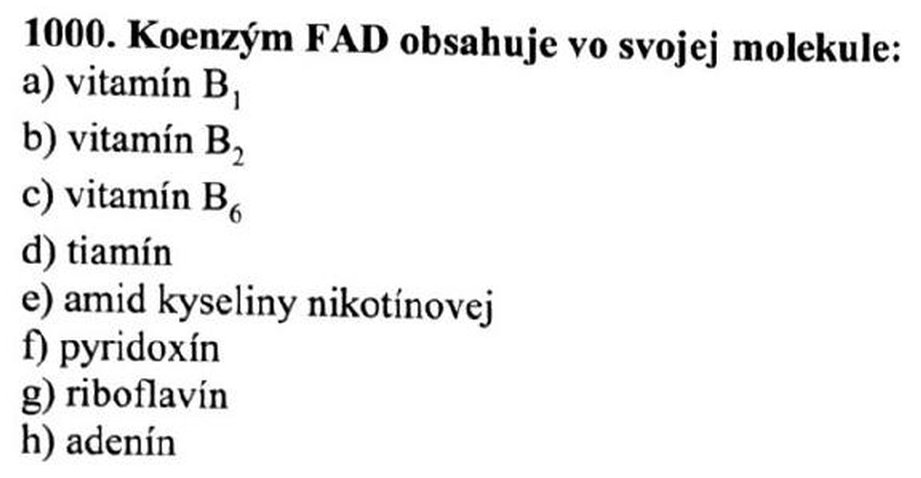 1000. Koenzým FAD obsahuje vo svojej molekule:
a) vitamín B₁
b) vitamín B₂
c) vitamín B₆
d) tiamín
e) amid kyseliny nikotínovej
f) pyridoxín
g) riboflavín
h) adenín